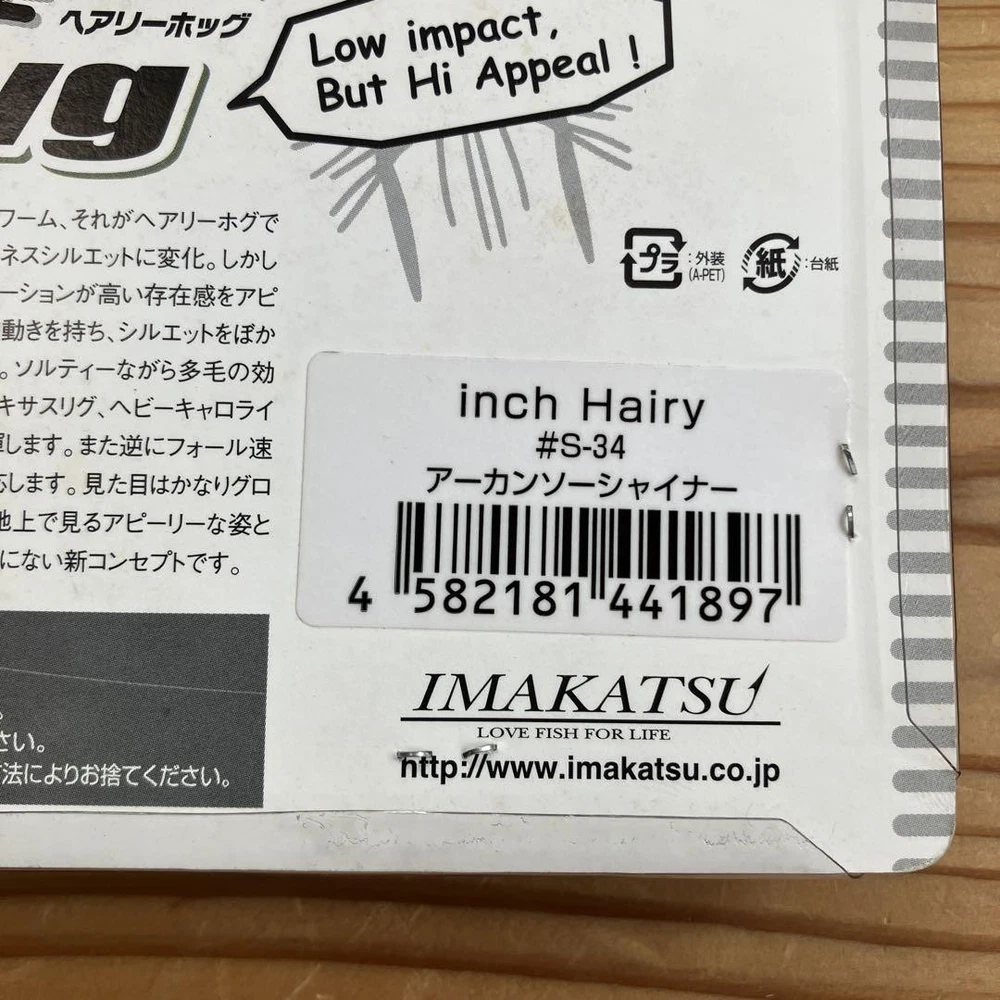 ヘアリーホッグ
Low impact,
But Hi Appeal !
ワーム、それがヘアリーホグで
ネスシルエットに変化。しかし
ーションが高い存在感をアピ
動きを持ち、シルエットをぼか
。ソルティーながら多毛の効
キサスリグ、ヘビーキャロライ
します。また逆にフォール速
応します。見た目はかなりグロ
地上で見るアピーリーな姿と
にない新コンセプトです。
プラ :外装
(A-PET)
紙 :台紙
inch Hairy
#S-34
アーカンソーシャイナー
4 582181 441897
IMAKATSU
LOVE FISH FOR LIFE
http://www.imakatsu.co.jp
さい。
法によりお捨てください。